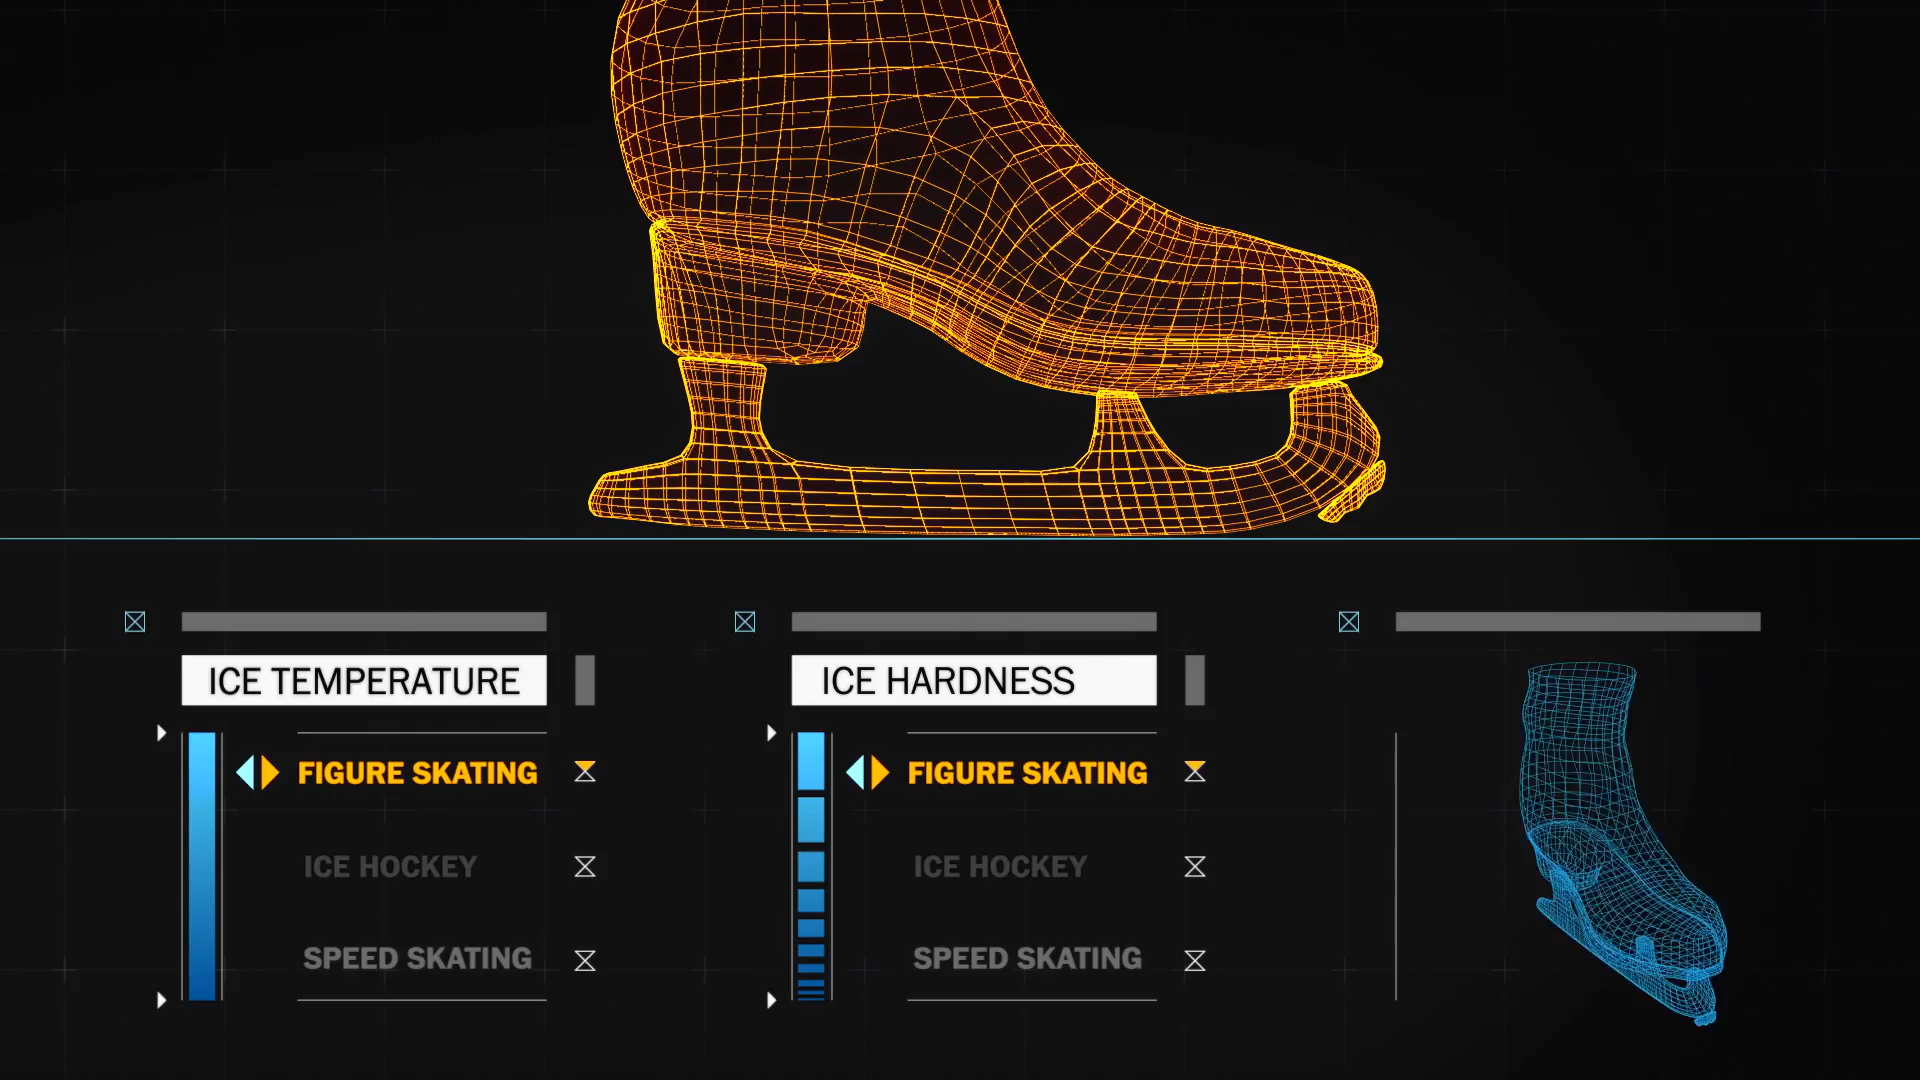 ICE TEMPERATURE
FIGURE SKATING
ICE HOCKEY
SPEED SKATING
ICE HARDNESS
FIGURE SKATING
ICE HOCKEY
SPEED SKATING